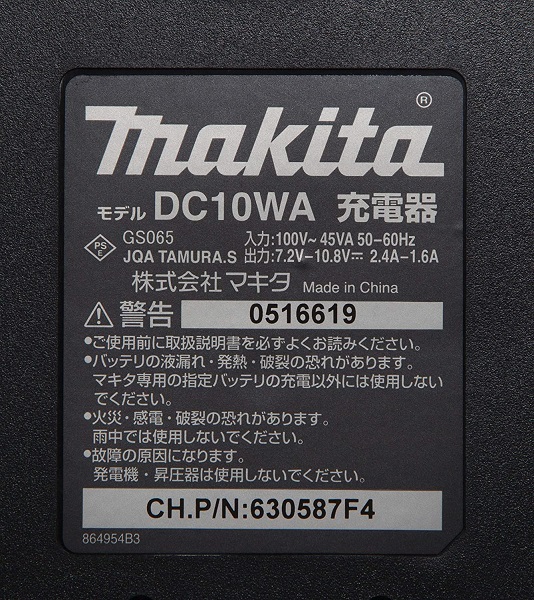 makita®
モデル DC10WA 充電器
PS E GS065 入力:100V~ 45VA 50-60Hz
JQA TAMURA.S 出力:7.2V-10.8V⎓ 2.4A-1.6A
株式会社マキタ Made in China
⚠警告 0516619
●ご使用前に取扱説明書を必ずよくお読みください。
●バッテリの液漏れ・発熱・破裂の恐れがあります。
マキタ専用の指定バッテリの充電以外には使用しない
でください。
●火災・感電・破裂の恐れがあります。
雨中では使用しないでください。
●故障の原因になります。
発電機・昇圧器は使用しないでください。
CH.P/N:630587F4
864954B3